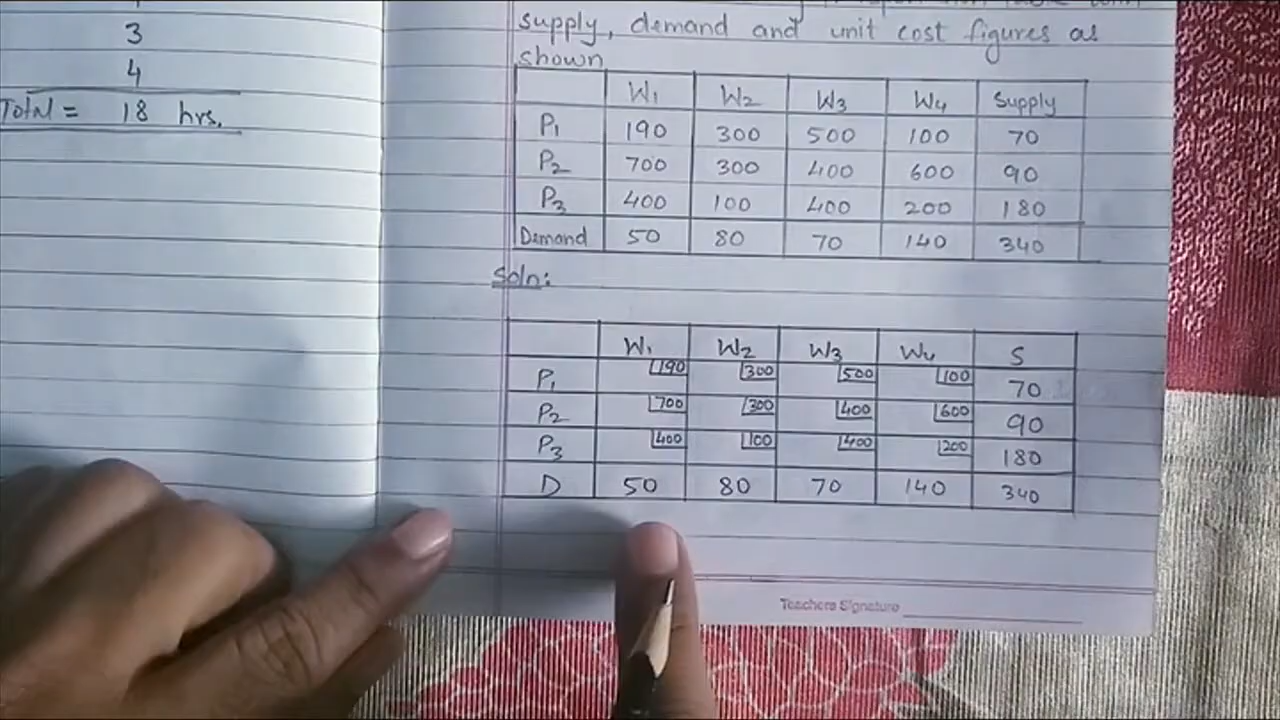 3
4
Total = 18 hrs.
supply, demand and unit cost figures as
shown
W1 W2 W3 W4 Supply
P1 190 300 500 100 70
P2 700 300 400 600 90
P3 400 100 400 200 180
Demand 50 80 70 140 340
Soln:
W1 W2 W3 W4 S
P1 190 300 500 100 70
P2 700 300 400 600 90
P3 400 100 400 200 180
D 50 80 70 140 340
Teachers Signature